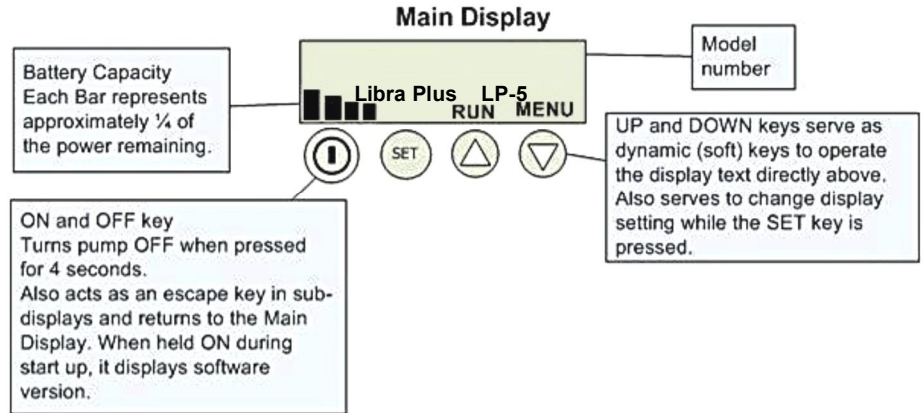 Main Display
Battery Capacity
Each Bar represents
approximately ¼ of
the power remaining.
Libra Plus LP-5
RUN MENU
Model
number
SET
UP and DOWN keys serve as
dynamic (soft) keys to operate
the display text directly above.
Also serves to change display
setting while the SET key is
pressed.
ON and OFF key
Turns pump OFF when pressed
for 4 seconds.
Also acts as an escape key in sub-
displays and returns to the Main
Display. When held ON during
start up, it displays software
version.